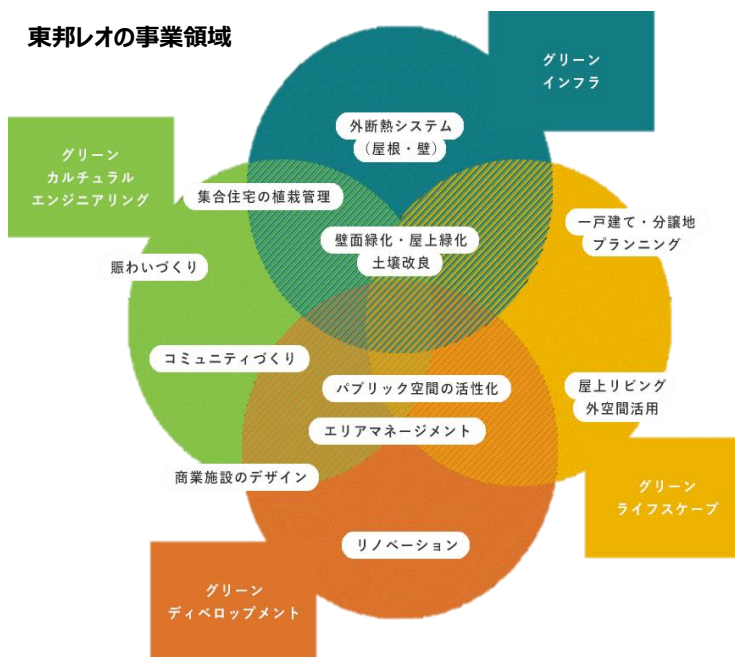 東邦レオの事業領域
グリーン
インフラ
外断熱システム
（屋根・壁）
グリーン
カルチュラル
エンジニアリング
集合住宅の植栽管理
一戸建て・分譲地
プランニング
壁面緑化・屋上緑化
土壌改良
賑わいづくり
コミュニティづくり
パブリック空間の活性化
屋上リビング
外空間活用
エリアマネージメント
商業施設のデザイン
グリーン
ライフスケープ
リノベーション
グリーン
ディベロップメント